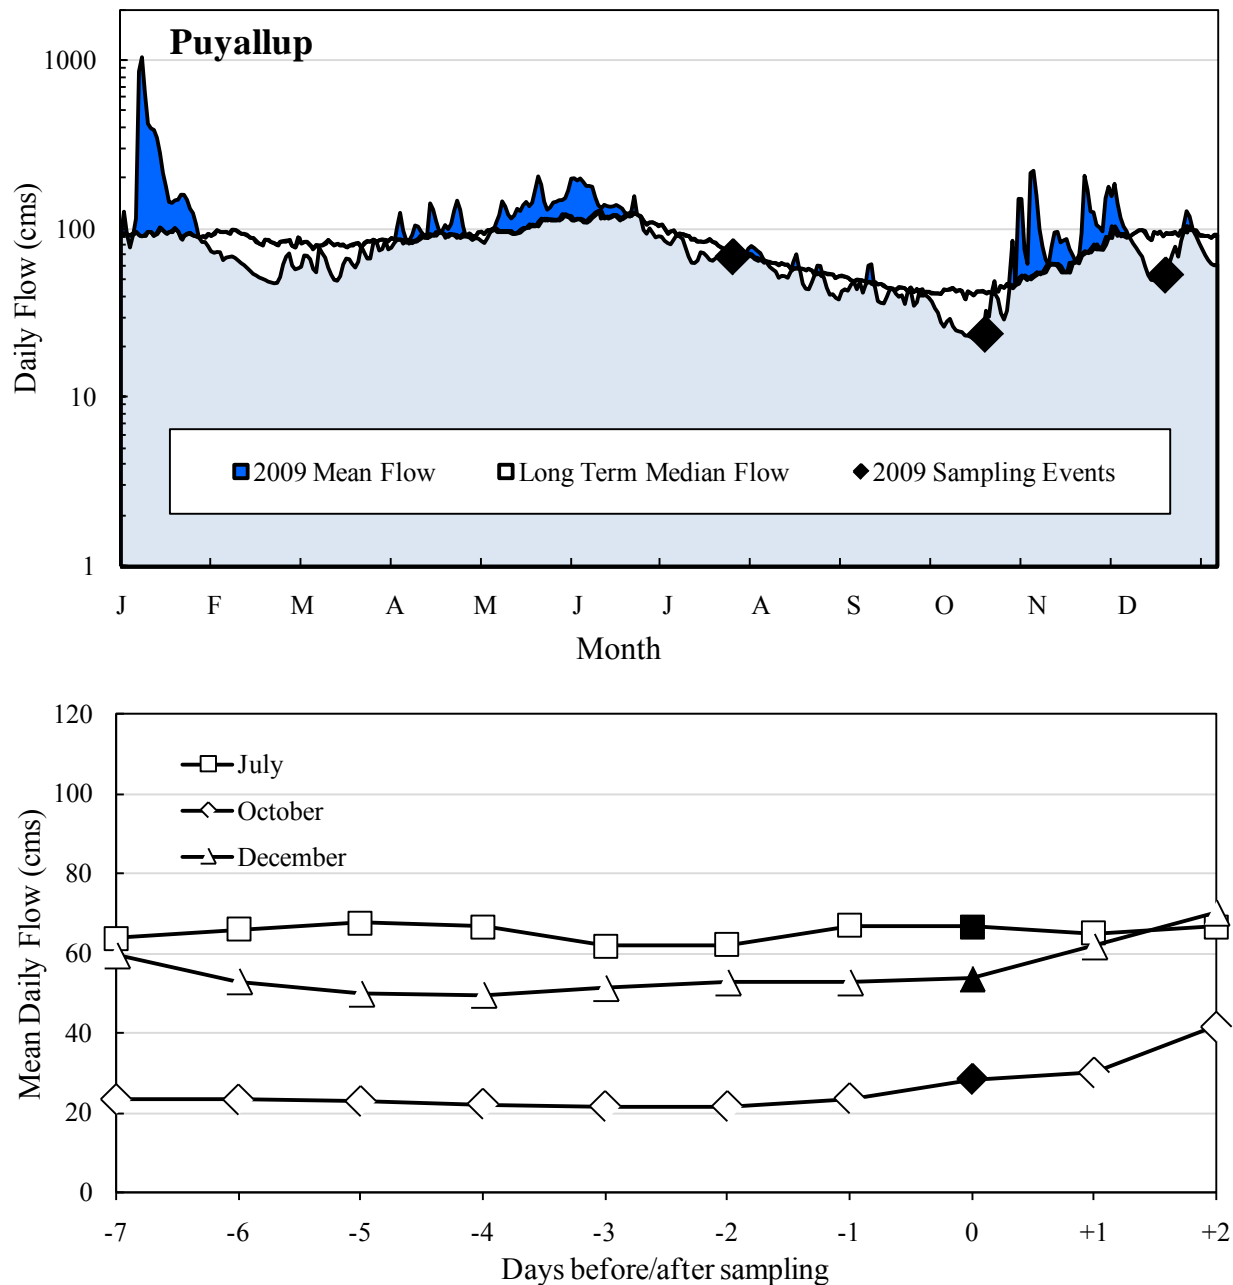 Puyallup
1000
100
10
1
Daily Flow (cms)
2009 Mean Flow Long Term Median Flow 2009 Sampling Events
J F M A M J J A S O N D
Month
120
100
80
60
40
20
0
Mean Daily Flow (cms)
July
October
December
-7 -6 -5 -4 -3 -2 -1 0 +1 +2
Days before/after sampling